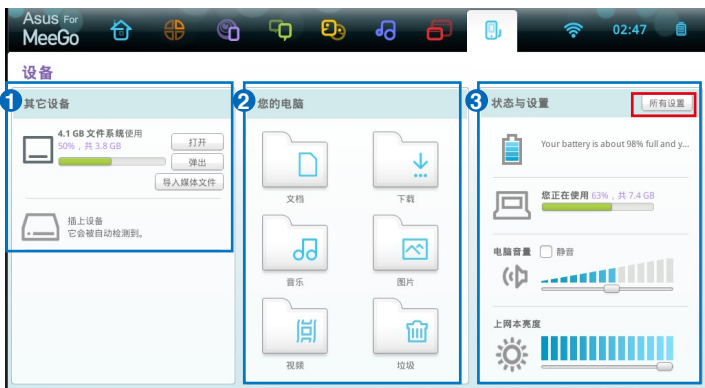 Asus For
MeeGo
02:47
设备
1 其它设备
4.1 GB 文件系统使用
50%，共 3.8 GB
打开
弹出
导入媒体文件
插上设备
它会被自动检测到。
2 您的电脑
文档
下载
音乐
图片
视频
垃圾
3 状态与设置
所有设置
Your battery is about 98% full and y...
您正在使用 63%，共 7.4 GB
电脑音量 静音
上网本亮度